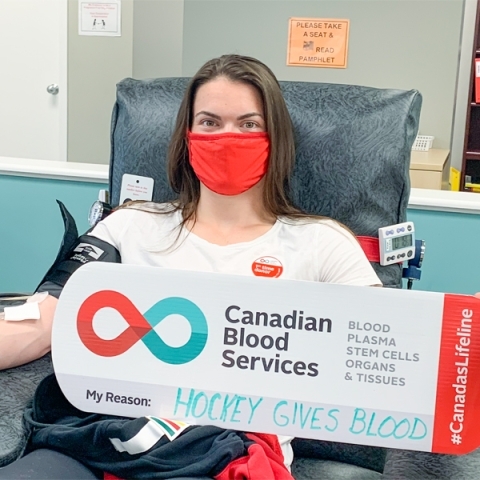 PLEASE TAKE
A SEAT &
READ
PAMPHLET
Canadian
Blood
Services
BLOOD
PLASMA
STEM CELLS
ORGANS
& TISSUES
My Reason: HOCKEY GIVES BLOOD
#CanadasLifeline